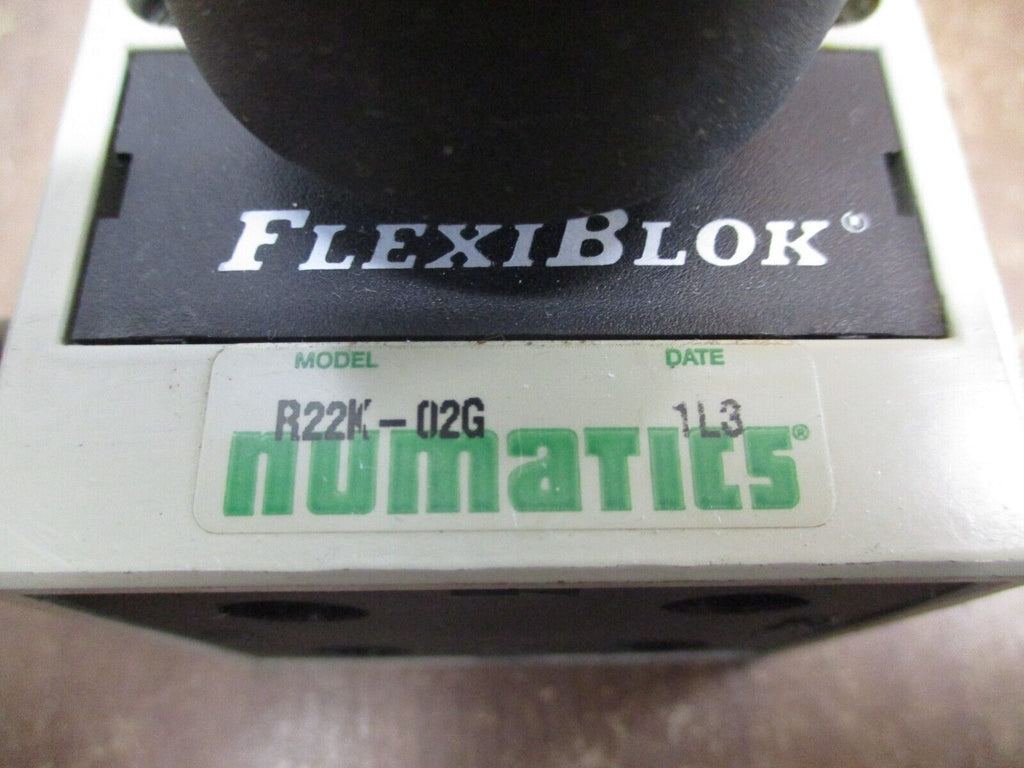 FLEXIBLOK®
MODEL DATE
R22K-02G 1L3
numatics®